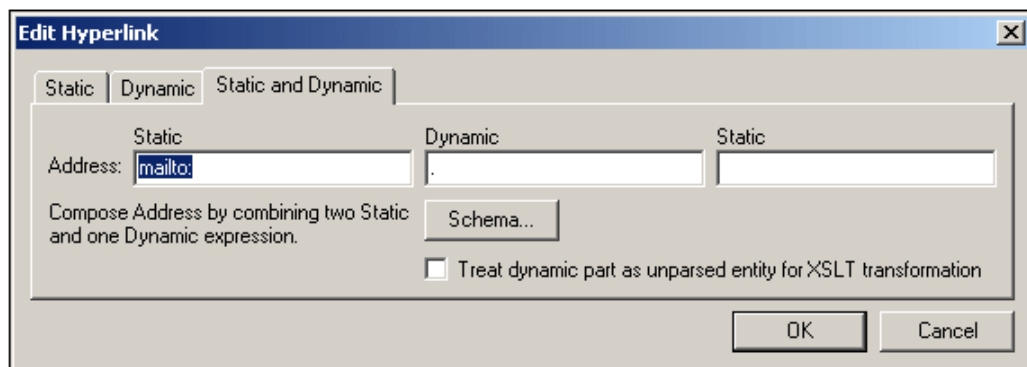 Edit Hyperlink
Static Dynamic Static and Dynamic
Static Dynamic Static
Address: mailto: .
Compose Address by combining two Static
and one Dynamic expression.
Schema...
Treat dynamic part as unparsed entity for XSLT transformation
OK Cancel